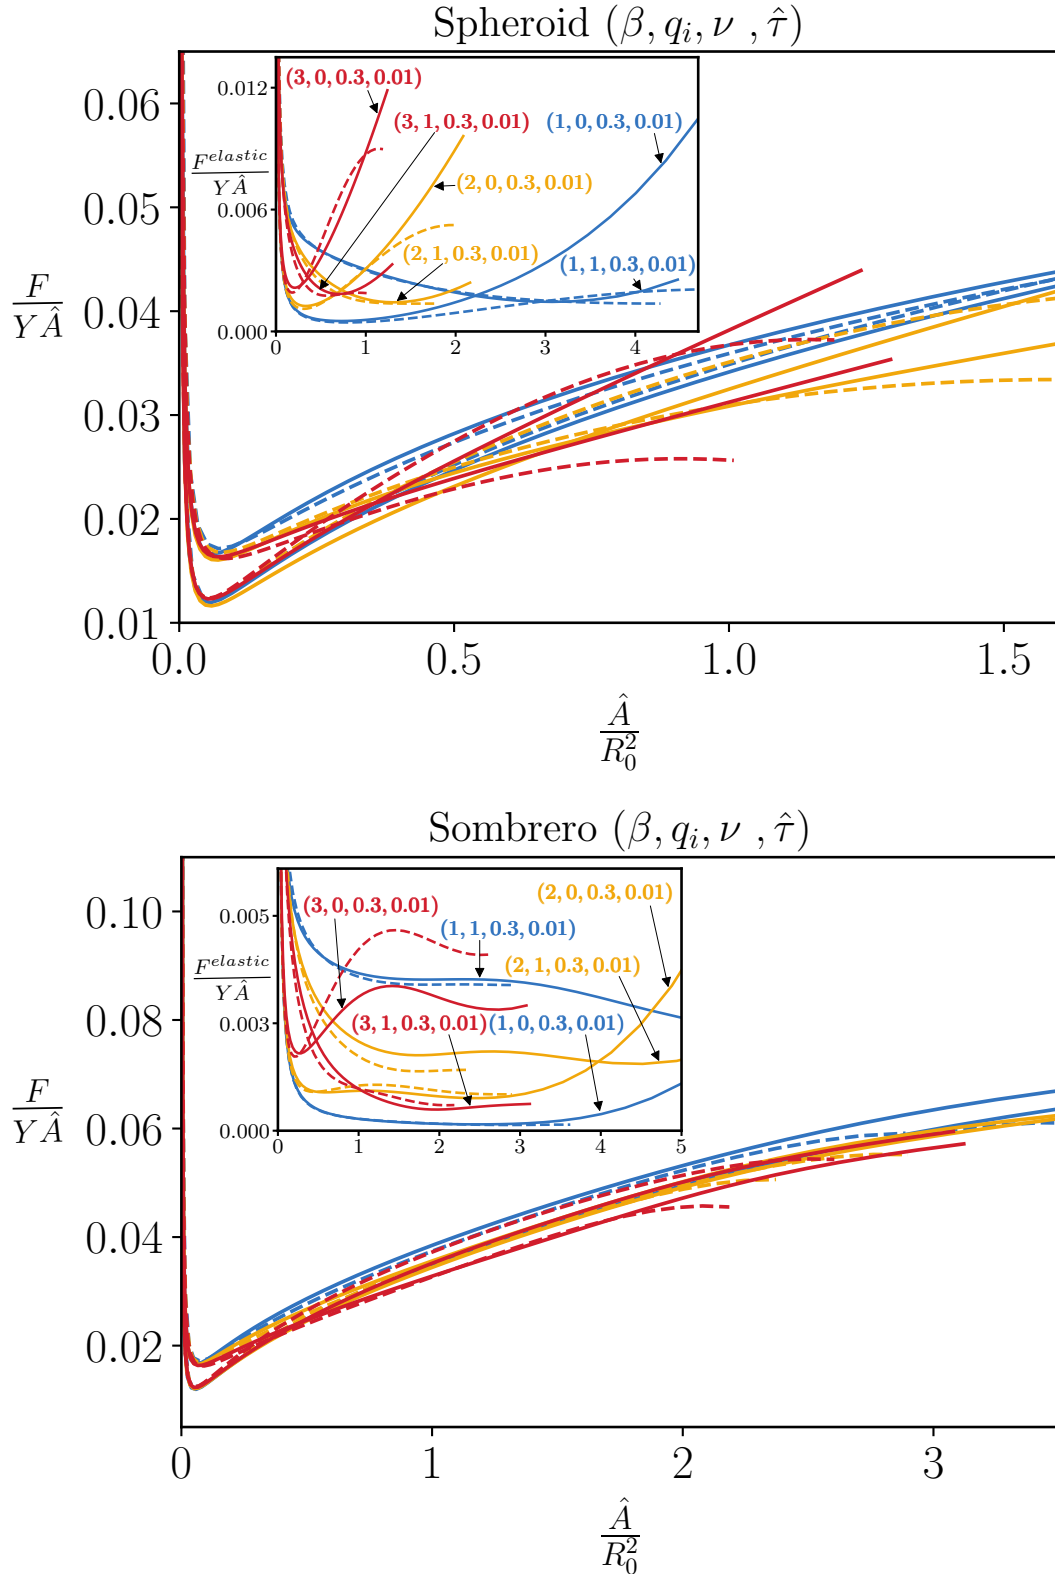 Spheroid (β, q_i, ν , τ̂)
F/YÂ
0.06
0.05
0.04
0.03
0.02
0.01
0.0 0.5 1.0 1.5
Â/R_0^2
F^{elastic}/YÂ
0.012
0.006
0.000
0 1 2 3 4
(3, 0, 0.3, 0.01)
(3, 1, 0.3, 0.01) (1, 0, 0.3, 0.01)
(2, 0, 0.3, 0.01)
(2, 1, 0.3, 0.01) (1, 1, 0.3, 0.01)
Sombrero (β, q_i, ν , τ̂)
F/YÂ
0.10
0.08
0.06
0.04
0.02
0 1 2 3
Â/R_0^2
F^{elastic}/YÂ
0.005
0.003
0.000
0 1 2 3 4 5
(2, 0, 0.3, 0.01)
(3, 0, 0.3, 0.01)
(1, 1, 0.3, 0.01)
(2, 1, 0.3, 0.01)
(3, 1, 0.3, 0.01) (1, 0, 0.3, 0.01)